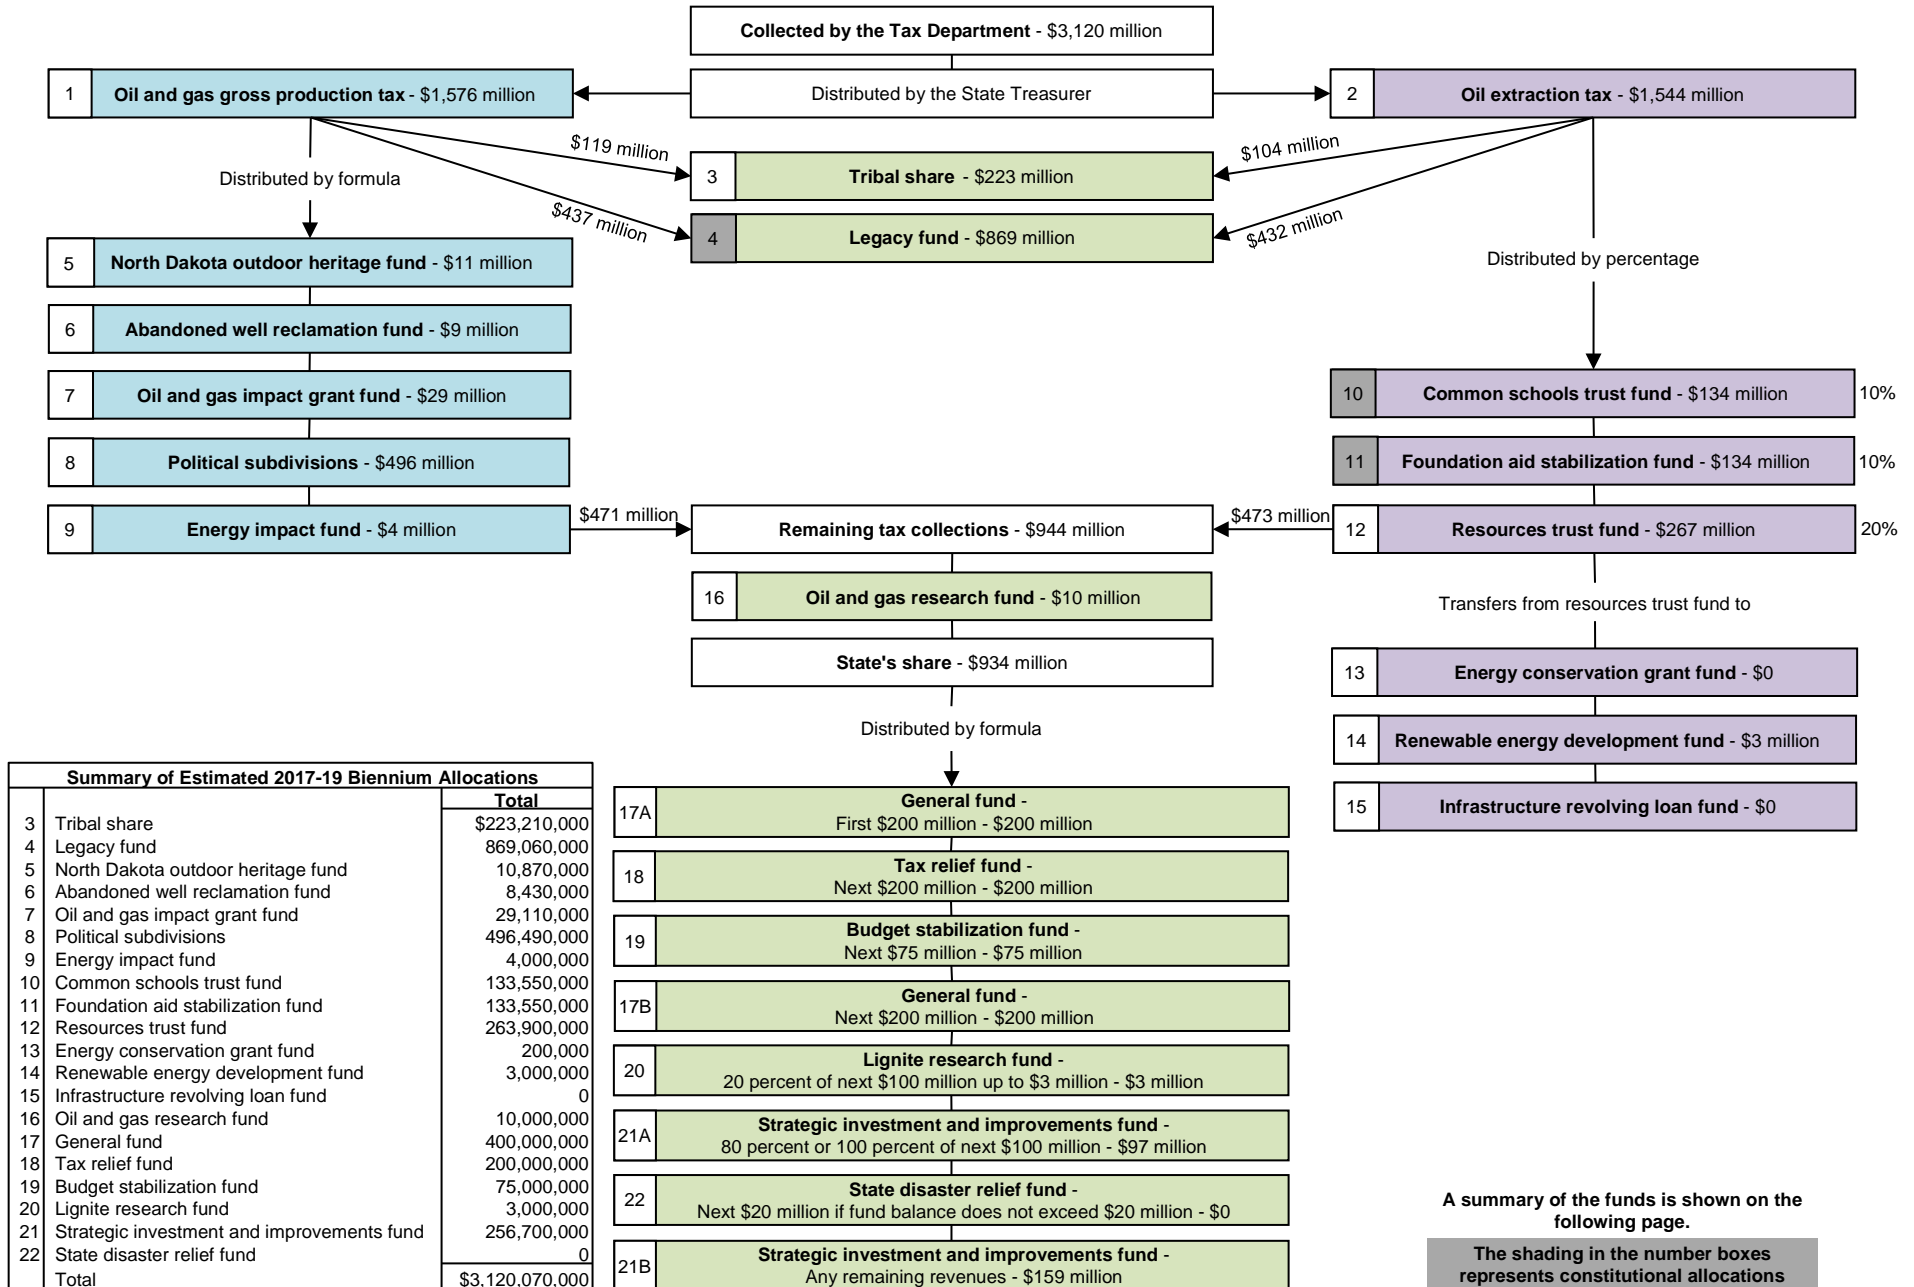 Collected by the Tax Department - $3,120 million
1 Oil and gas gross production tax - $1,576 million
Distributed by the State Treasurer
2 Oil extraction tax - $1,544 million
$119 million
$104 million
3 Tribal share - $223 million
Distributed by formula
$437 million
$432 million
4 Legacy fund - $869 million
Distributed by percentage
5 North Dakota outdoor heritage fund - $11 million
6 Abandoned well reclamation fund - $9 million
7 Oil and gas impact grant fund - $29 million
10 Common schools trust fund - $134 million 10%
8 Political subdivisions - $496 million
11 Foundation aid stabilization fund - $134 million 10%
9 Energy impact fund - $4 million
$471 million
Remaining tax collections - $944 million
$473 million
12 Resources trust fund - $267 million 20%
16 Oil and gas research fund - $10 million
Transfers from resources trust fund to
State's share - $934 million
13 Energy conservation grant fund - $0
Distributed by formula
14 Renewable energy development fund - $3 million
15 Infrastructure revolving loan fund - $0
Summary of Estimated 2017-19 Biennium Allocations
Total
3 Tribal share $223,210,000
4 Legacy fund 869,060,000
5 North Dakota outdoor heritage fund 10,870,000
6 Abandoned well reclamation fund 8,430,000
7 Oil and gas impact grant fund 29,110,000
8 Political subdivisions 496,490,000
9 Energy impact fund 4,000,000
10 Common schools trust fund 133,550,000
11 Foundation aid stabilization fund 133,550,000
12 Resources trust fund 263,900,000
13 Energy conservation grant fund 200,000
14 Renewable energy development fund 3,000,000
15 Infrastructure revolving loan fund 0
16 Oil and gas research fund 10,000,000
17 General fund 400,000,000
18 Tax relief fund 200,000,000
19 Budget stabilization fund 75,000,000
20 Lignite research fund 3,000,000
21 Strategic investment and improvements fund 256,700,000
22 State disaster relief fund 0
Total $3,120,070,000
17A General fund -
First $200 million - $200 million
18 Tax relief fund -
Next $200 million - $200 million
19 Budget stabilization fund -
Next $75 million - $75 million
17B General fund -
Next $200 million - $200 million
20 Lignite research fund -
20 percent of next $100 million up to $3 million - $3 million
21A Strategic investment and improvements fund -
80 percent or 100 percent of next $100 million - $97 million
22 State disaster relief fund -
Next $20 million if fund balance does not exceed $20 million - $0
21B Strategic investment and improvements fund -
Any remaining revenues - $159 million
A summary of the funds is shown on the
following page.
The shading in the number boxes
represents constitutional allocations